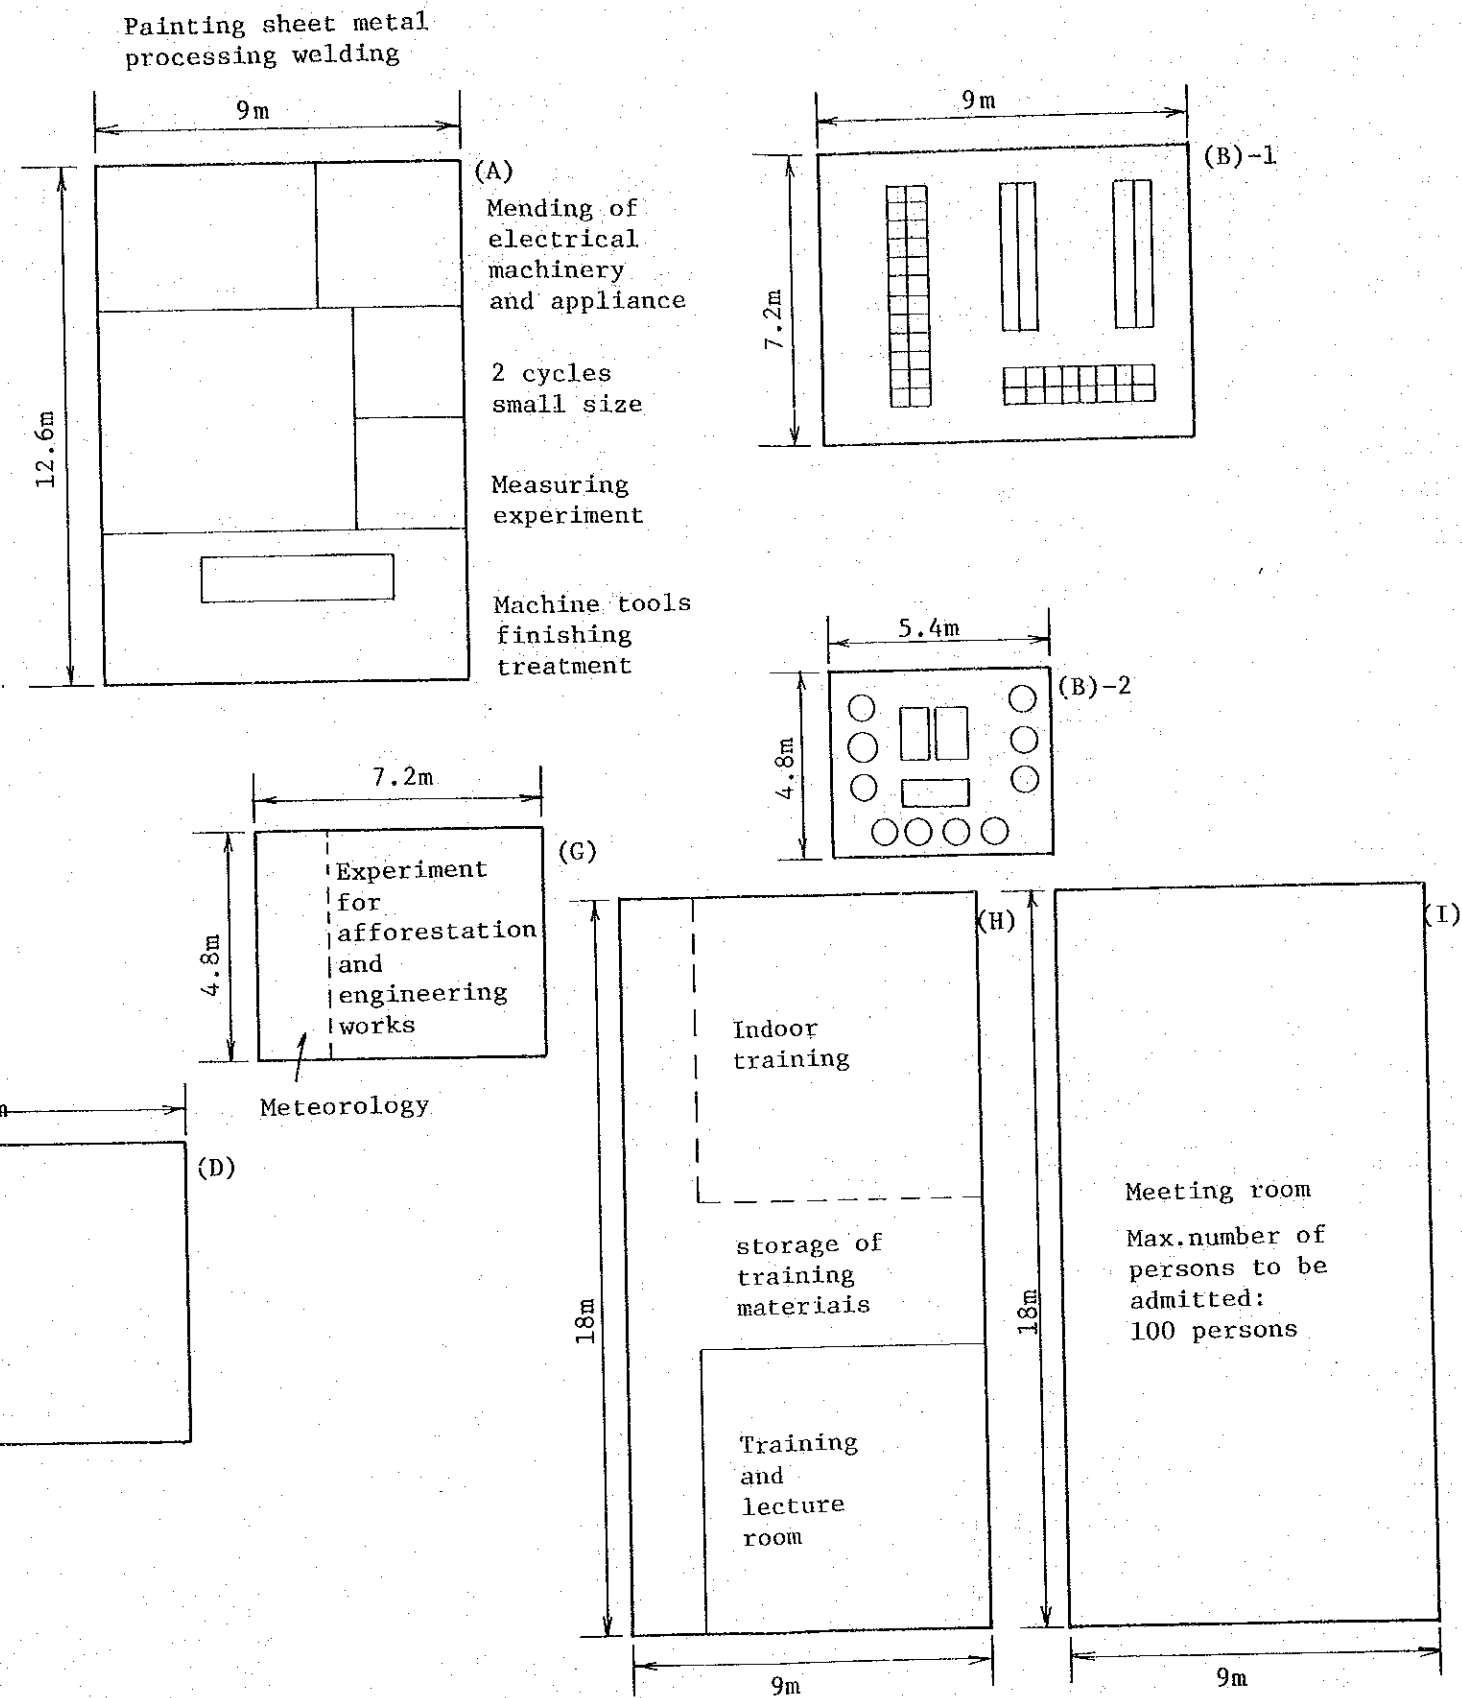 Painting sheet metal
processing welding
9m
(A)
Mending of
electrical
machinery
and appliance
2 cycles
small size
12.6m
Measuring
experiment
Machine tools
finishing
treatment
9m
(B)-1
7.2m
5.4m
(B)-2
4.8m
7.2m
(G)
4.8m
Experiment
for
afforestation
and
engineering
works
Meteorology
(D)
(H)
18m
Indoor
training
storage of
training
materiais
Training
and
lecture
room
9m
(I)
18m
Meeting room
Max.number of
persons to be
admitted:
100 persons
9m